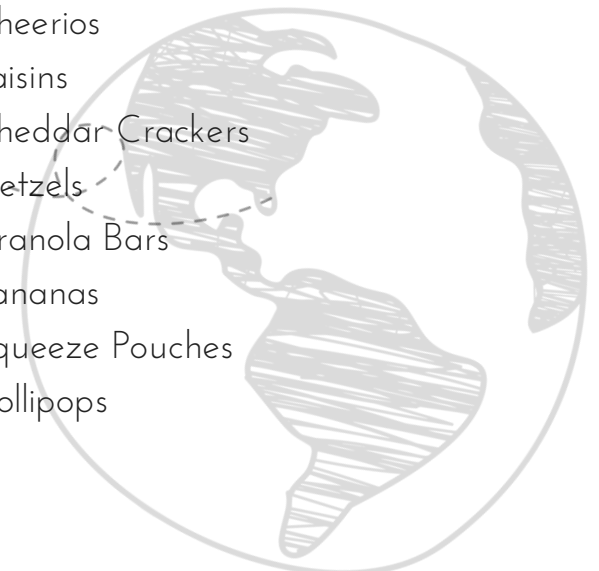 heerios
aisins
heddar Crackers
etzels
ranola Bars
ananas
queeze Pouches
ollipops